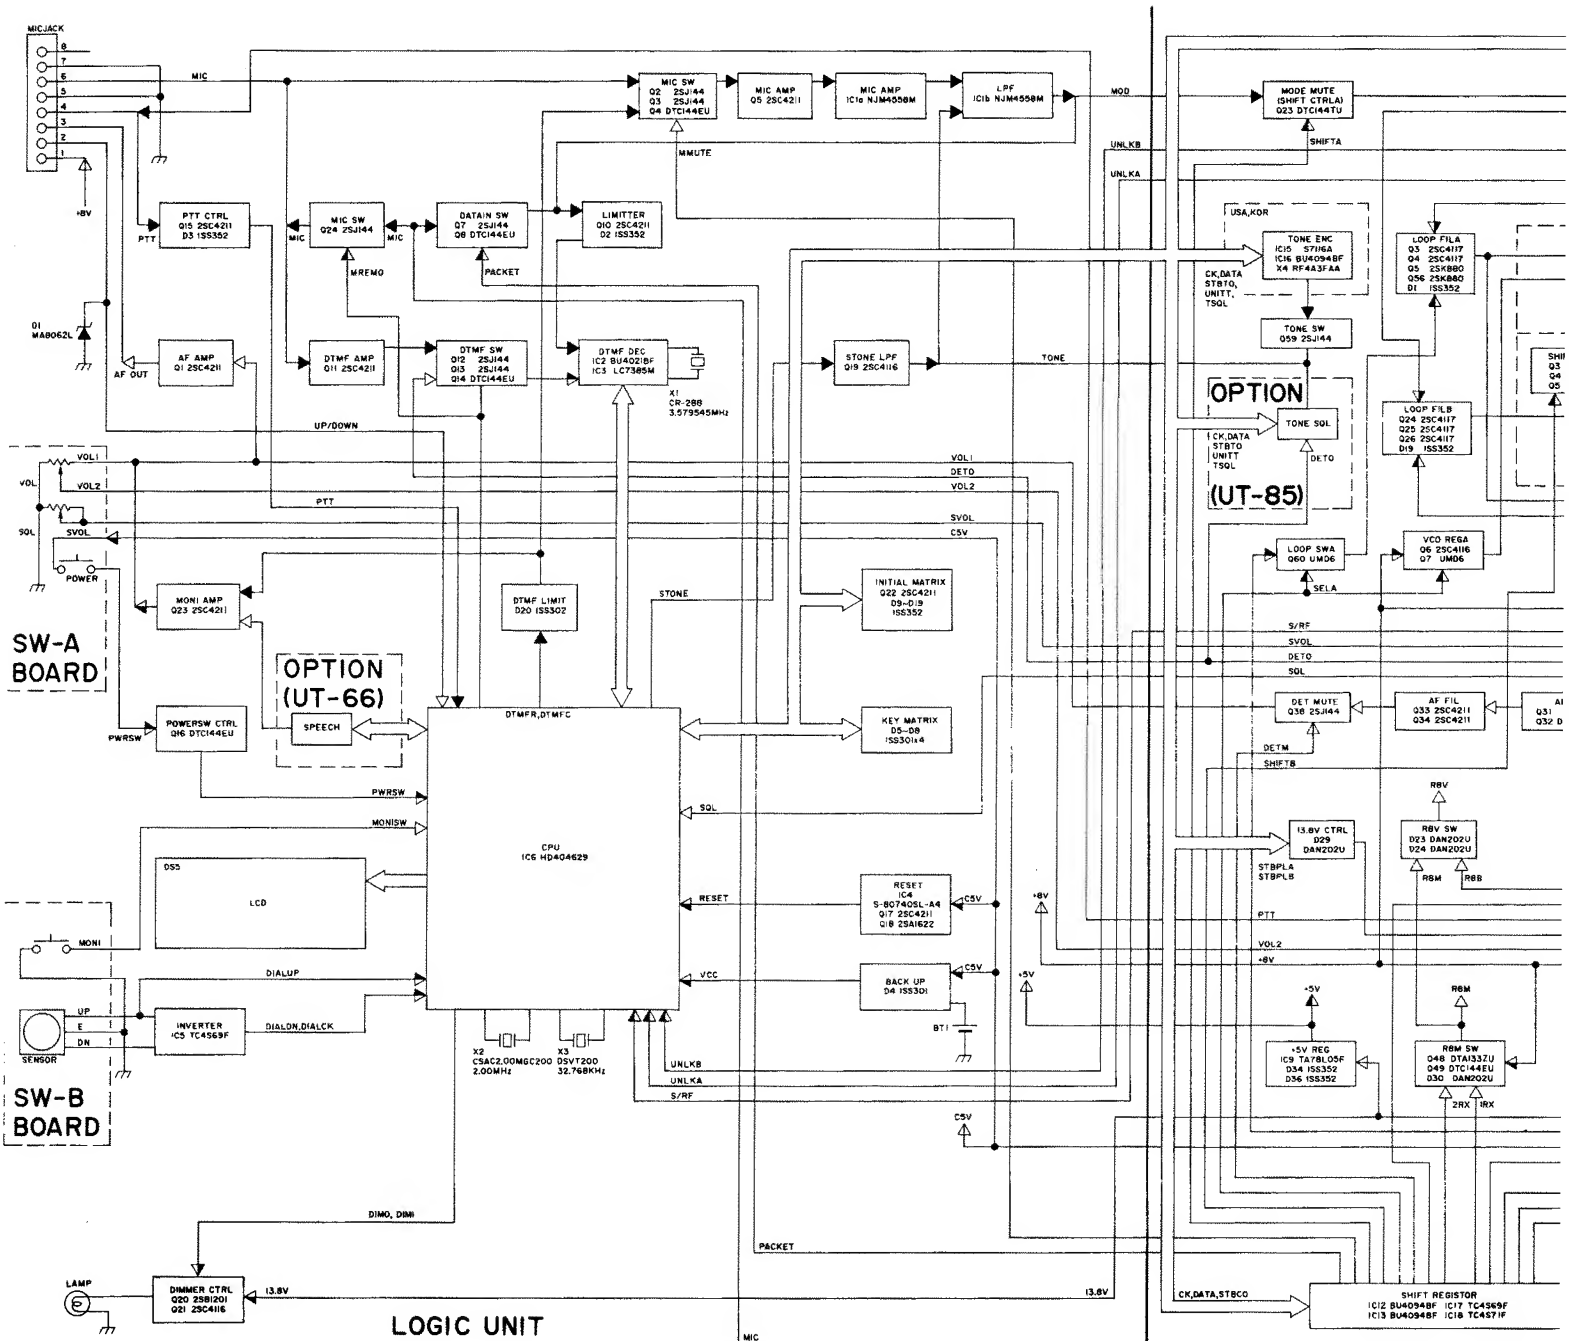 MICJACK
8
7
6
5
4
3
2
1
MIC
+8V
MIC SW
Q2 2SJ144
Q3 2SJ144
Q4 DTC144EU
MIC AMP
Q5 2SC4211
MIC AMP
IC1a NJM4558M
LPF
IC1b NJM4558M
MOD
MODE MUTE
(SHIFT CTRLA)
Q23 DTC144TU
MMUTE
UNLKB
SHIFTA
UNLKA
PTT
PTT CTRL
Q15 2SC4211
D3 1SS352
MIC
MIC SW
Q24 2SJ144
MIC
DATAIN SW
Q7 2SJ144
Q8 DTC144EU
LIMITTER
Q10 2SC4211
D2 1SS352
MREMO
PACKET
USA,KOR
TONE ENC
IC15 S7116A
IC16 BU4094BF
X4 RF4A3FAA
CK,DATA
STBTO,
UNITT,
TSQL
LOOP FILA
Q3 2SC4117
Q4 2SC4117
Q5 2SK880
Q56 2SK880
D1 1SS352
TONE SW
Q59 2SJ144
D1
MA8062L
AF AMP
Q1 2SC4211
AF OUT
DTMF AMP
Q11 2SC4211
DTMF SW
Q12 2SJ144
Q13 2SJ144
Q14 DTC144EU
DTMF DEC
IC2 BU4021BF
IC3 LC7385M
X1
CR-288
3.579545MHz
STONE LPF
Q19 2SC4116
TONE
SHI
Q3
Q4
Q5
OPTION
TONE SQL
CK,DATA
STBTO
UNITT
TSQL
DETO
(UT-85)
LOOP FILB
Q24 2SC4117
Q25 2SC4117
Q26 2SC4117
D19 1SS352
UP/DOWN
VOL
VOL1
VOL1
DETO
VOL2
VOL2
PTT
SQL
SVOL
SVOL
C5V
POWER
SW-A
BOARD
MONI AMP
Q23 2SC4211
DTMF LIMIT
D20 1SS302
STONE
INITIAL MATRIX
Q22 2SC4211
D9~D19
1SS352
LOOP SWA
Q60 UMD6
SELA
VCO REGA
Q6 2SC4116
Q7 UMD6
S/RF
SVOL
DETO
SQL
OPTION
(UT-66)
SPEECH
DTMFR,DTMFC
POWERSW CTRL
Q16 DTC144EU
PWRSW
PWRSW
MONISW
KEY MATRIX
D5~D8
1SS301x4
DET MUTE
Q38 2SJ144
AF FIL
Q33 2SC4211
Q34 2SC4211
Q31
Q32 D
DETM
SHIFTB
SQL
CPU
IC6 HD404629
DS5
LCD
R8V
13.8V CTRL
D29
DAN202U
STBPLA
STBPLB
R8V SW
D23 DAN202U
D24 DAN202U
R8M
R8B
RESET
RESET
IC4
S-80740SL-A4
Q17 2SC4211
Q18 2SA1622
C5V
+8V
PTT
VOL2
+8V
MONI
DIALUP
VCC
BACK UP
D4 1SS301
C5V
BT1
+5V
+5V
R8M
UP
E
DN
SENSOR
INVERTER
IC5 TC4S69F
DIALDN,DIALCK
X2
CSAC2.00MGC200
2.00MHz
X3
DSVT200
32.768KHz
UNLKB
UNLKA
S/RF
+5V REG
IC9 TA78L05F
D34 1SS352
D36 1SS352
R8M SW
Q48 DTA133ZU
Q49 DTC144EU
D30 DAN202U
2RX
1RX
SW-B
BOARD
C5V
DIM0, DIM1
PACKET
LAMP
DIMMER CTRL
Q20 2SB1201
Q21 2SC4116
13.8V
13.8V
CK,DATA,STBCO
SHIFT REGISTOR
IC12 BU4094BF IC17 TC4S69F
IC13 BU4094BF IC18 TC4S71F
LOGIC UNIT
MIC